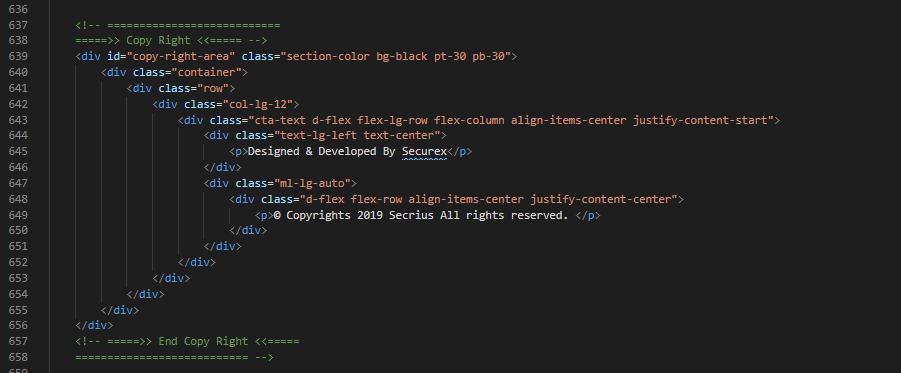 636
637 <!-- ===========================
638 =====>> Copy Right <<===== -->
639 <div id="copy-right-area" class="section-color bg-black pt-30 pb-30">
640 <div class="container">
641 <div class="row">
642 <div class="col-lg-12">
643 <div class="cta-text d-flex flex-lg-row flex-column align-items-center justify-content-start">
644 <div class="text-lg-left text-center">
645 <p>Designed & Developed By Securex</p>
646 </div>
647 <div class="ml-lg-auto">
648 <div class="d-flex flex-row align-items-center justify-content-center">
649 <p>© Copyrights 2019 Secrius All rights reserved. </p>
650 </div>
651 </div>
652 </div>
653 </div>
654 </div>
655 </div>
656 </div>
657 <!-- =====>> End Copy Right <<=====
658 =========================== -->
659